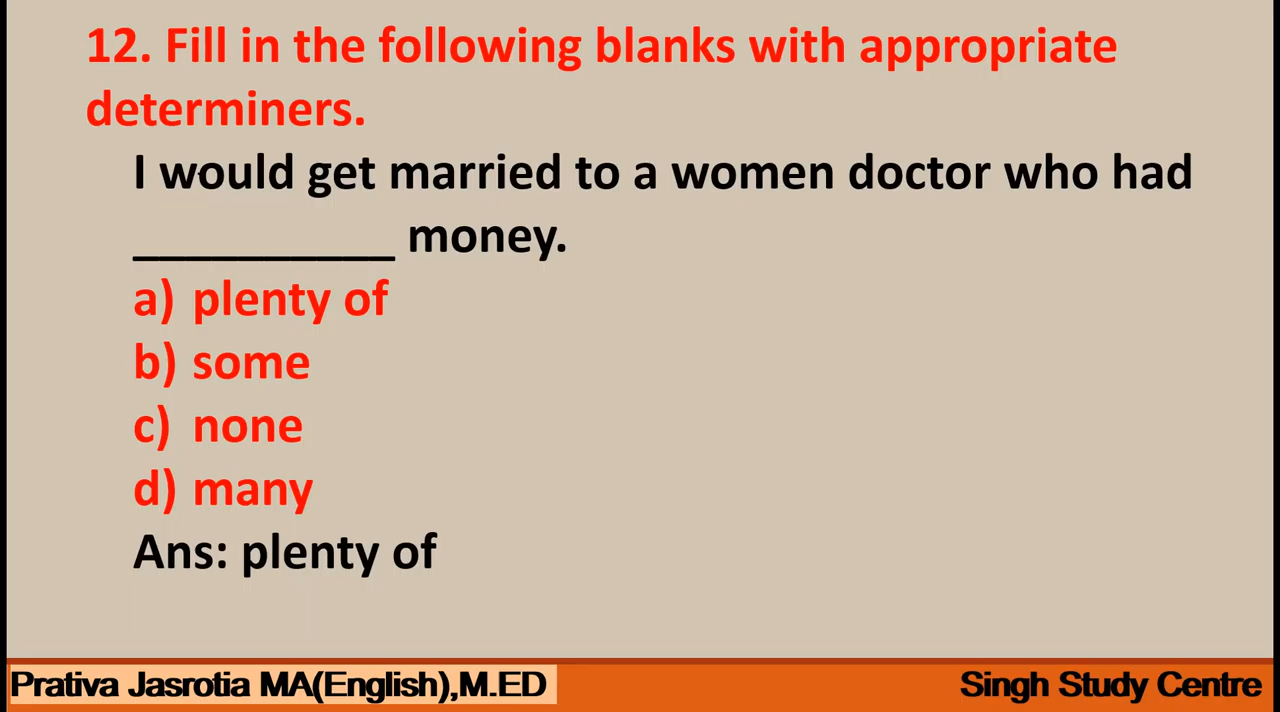 12. Fill in the following blanks with appropriate
determiners.
I would get married to a women doctor who had
__________ money.
a) plenty of
b) some
c) none
d) many
Ans: plenty of
Prativa Jasrotia MA(English),M.ED
Singh Study Centre